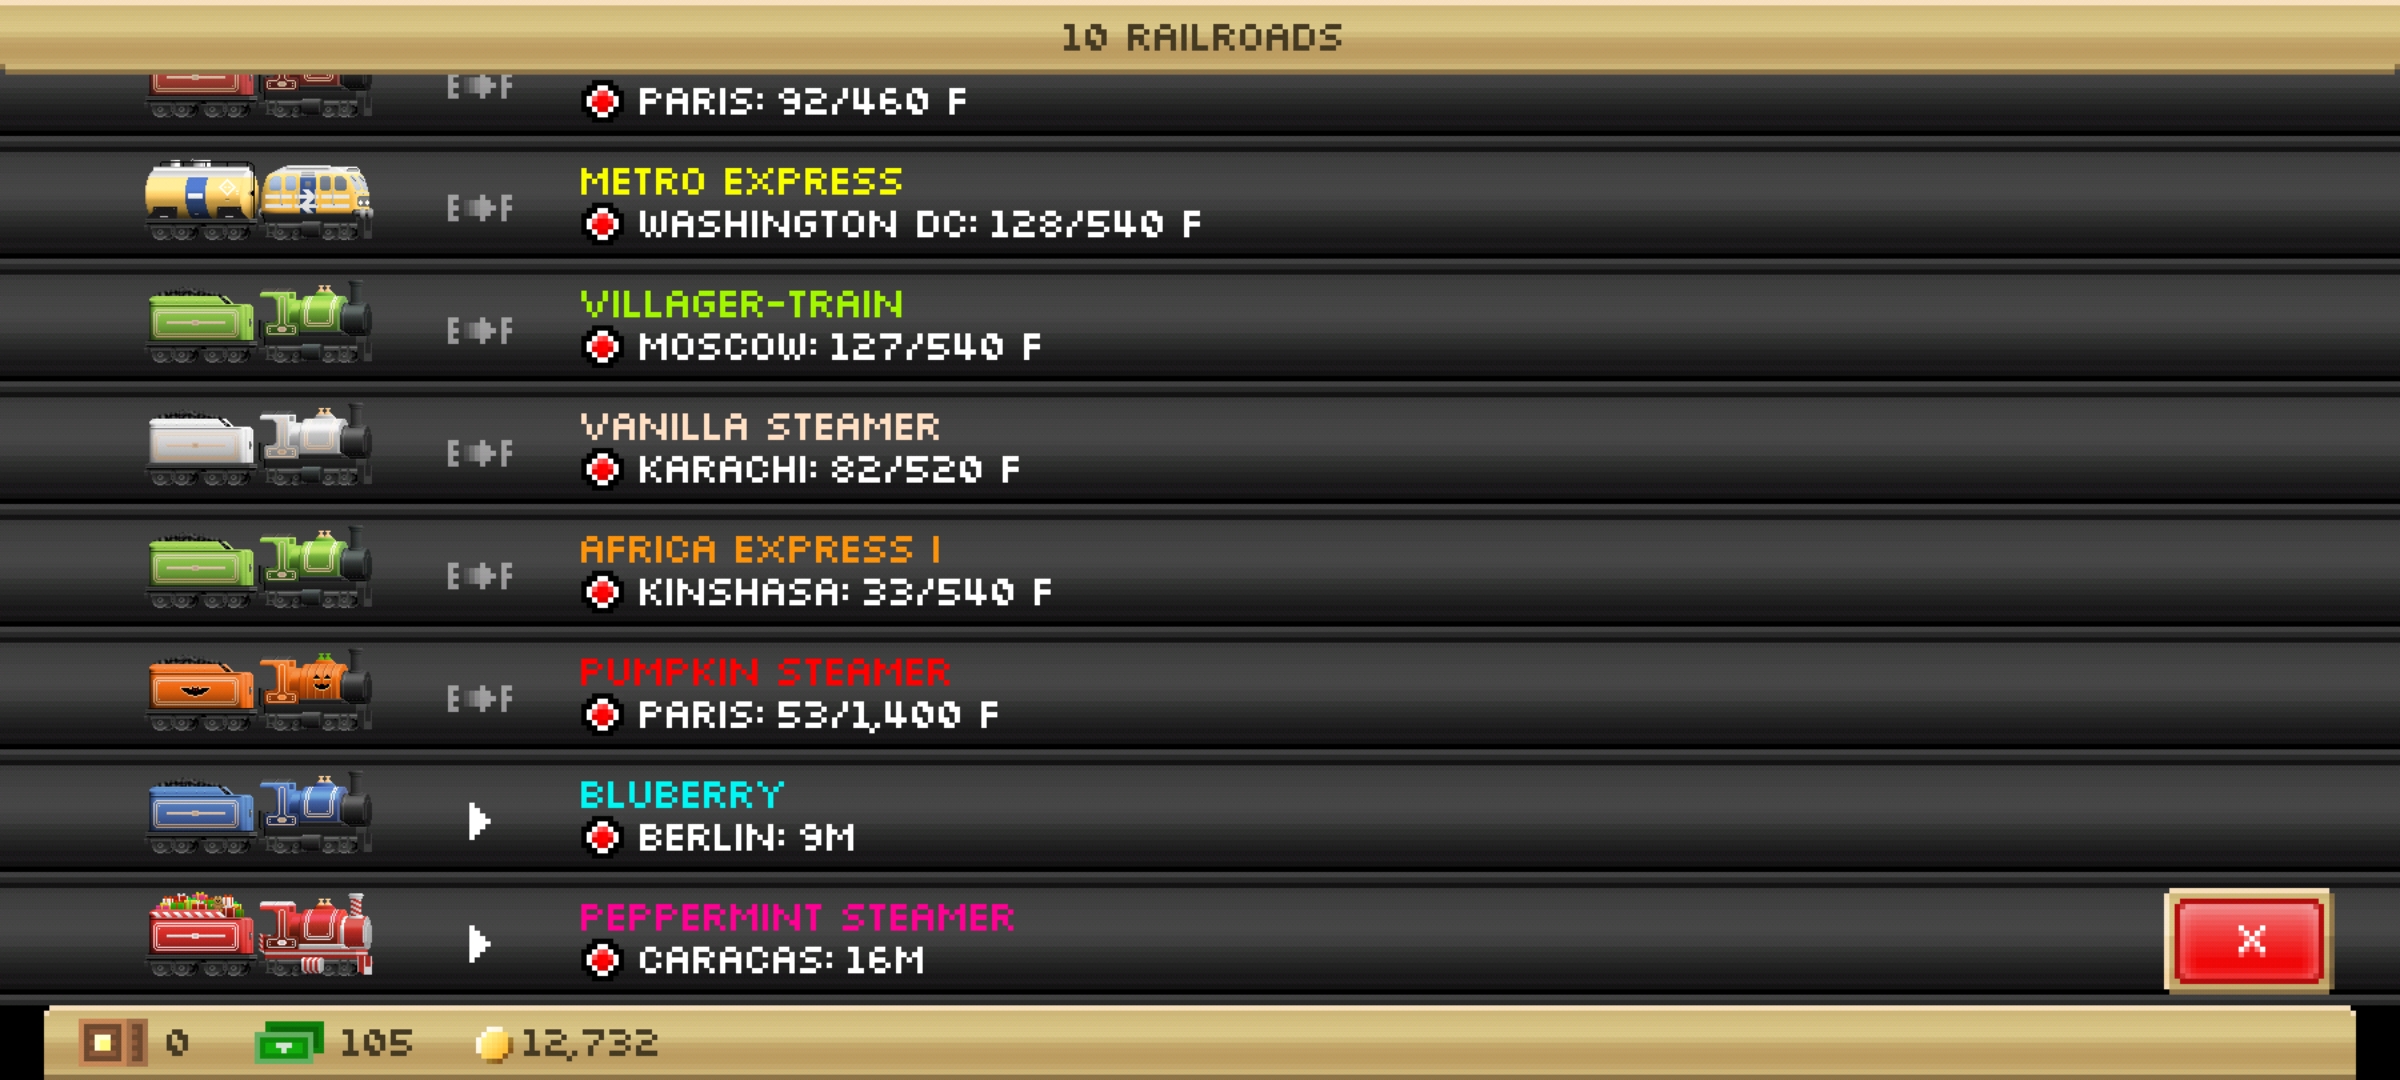 10 RAILROADS
E F
PARIS: 92/460 F
METRO EXPRESS
E F
WASHINGTON DC: 128/540 F
VILLAGER-TRAIN
E F
MOSCOW: 127/540 F
VANILLA STEAMER
E F
KARACHI: 82/520 F
AFRICA EXPRESS I
E F
KINSHASA: 33/540 F
PUMPKIN STEAMER
E F
PARIS: 53/1,400 F
BLUBERRY
BERLIN: 9M
PEPPERMINT STEAMER
CARACAS: 16M
X
0 105 12,732